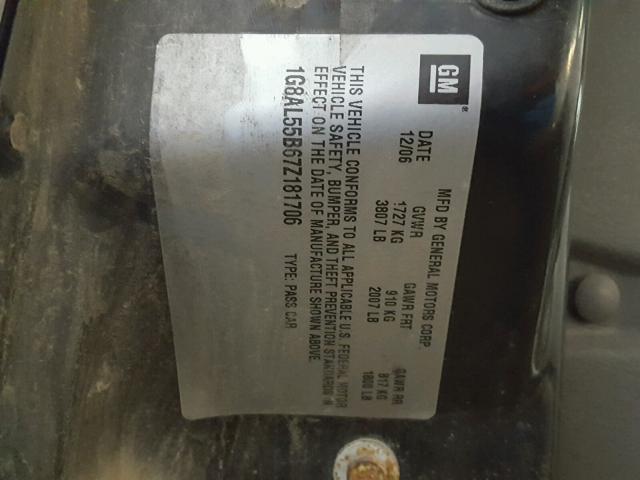 GM
®
MFD BY GENERAL MOTORS CORP
DATE GVWR GAWR FRT GAWR RR
12/06 1727 KG 910 KG 817 KG
3807 LB 2007 LB 1800 LB
THIS VEHICLE CONFORMS TO ALL APPLICABLE U.S. FEDERAL MOTOR
VEHICLE SAFETY, BUMPER, AND THEFT PREVENTION STANDARDS IN
EFFECT ON THE DATE OF MANUFACTURE SHOWN ABOVE.
1G8AL55B67Z181706 TYPE: PASS CAR